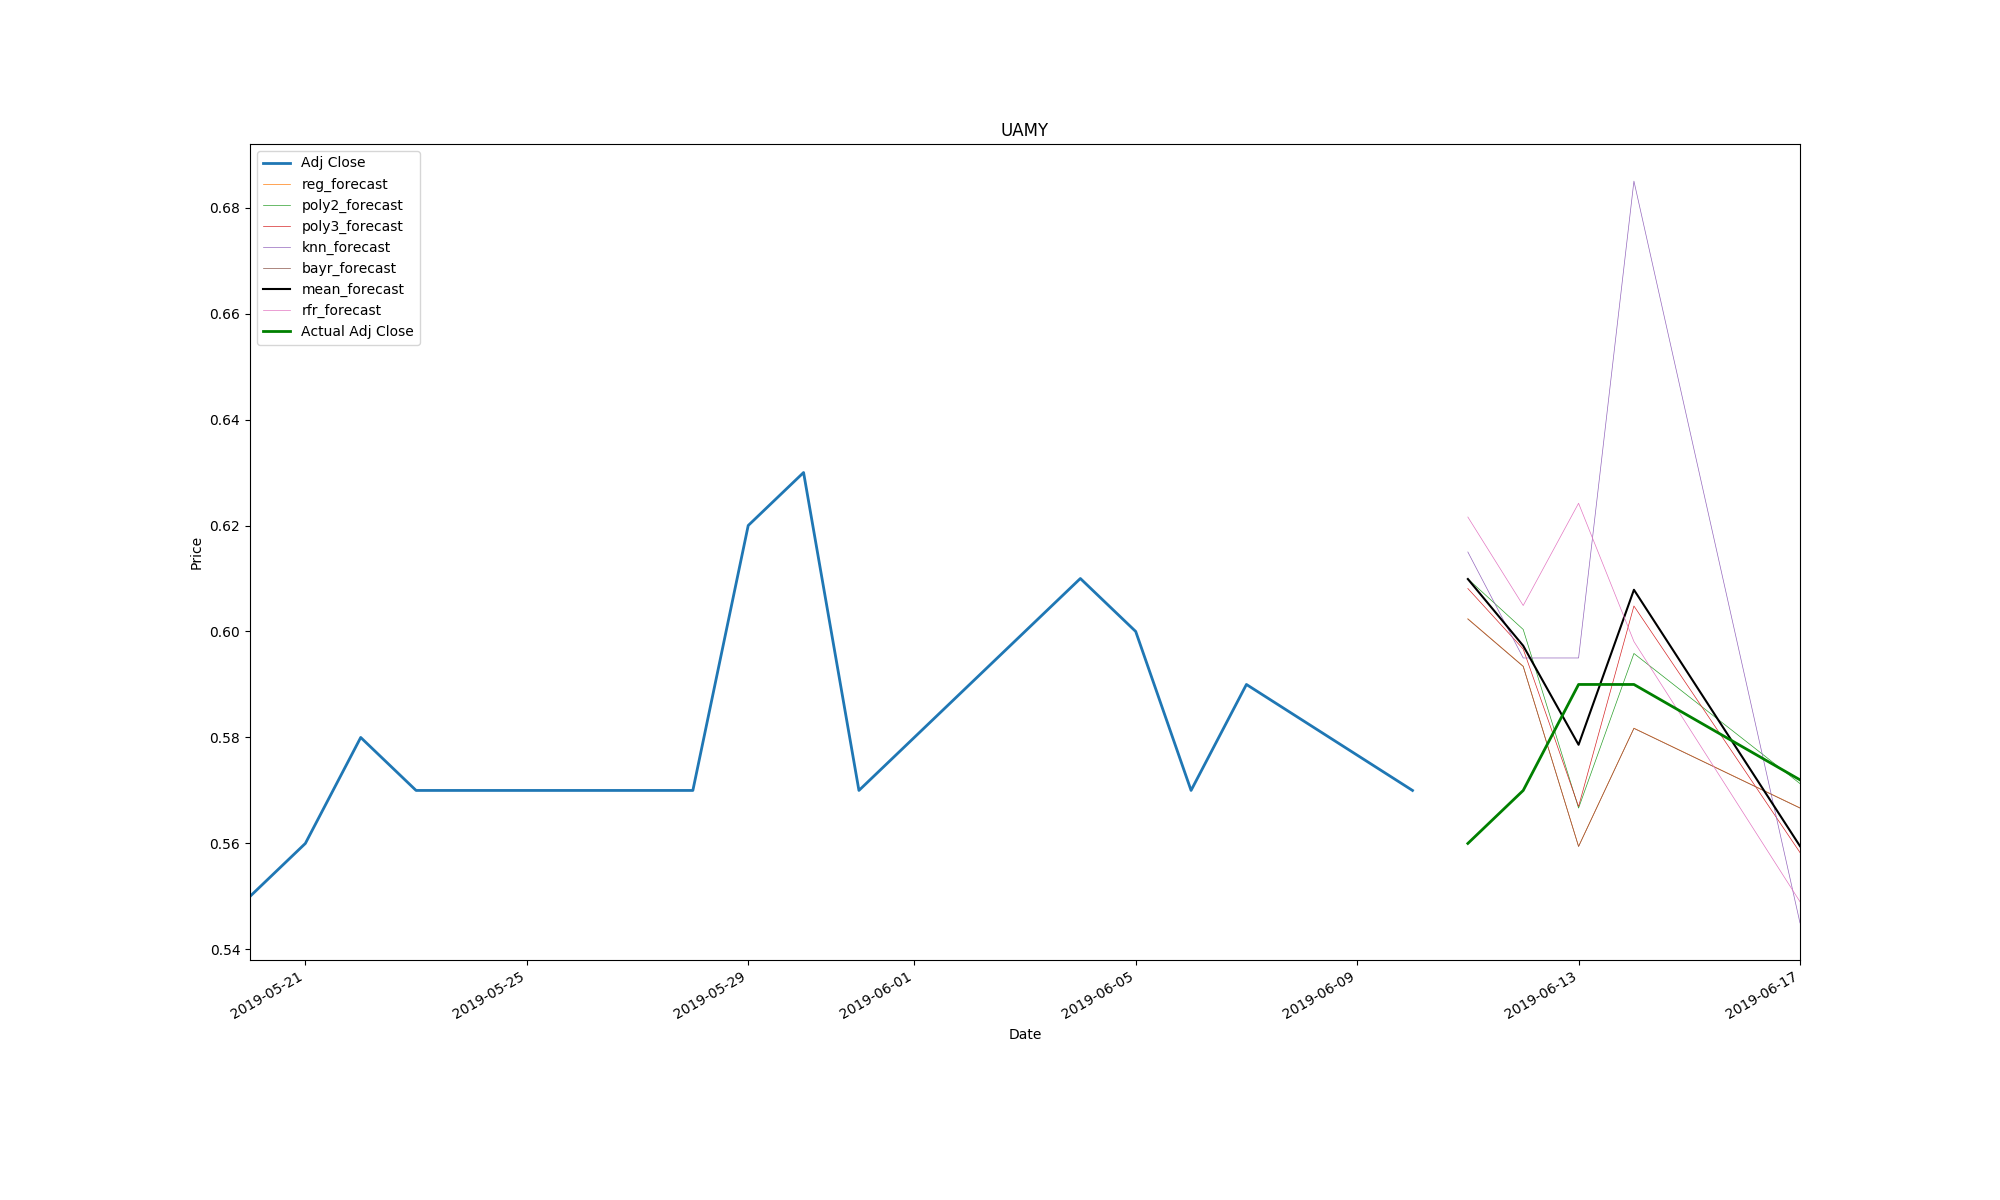 UAMY
Adj Close
reg_forecast
poly2_forecast
poly3_forecast
knn_forecast
bayr_forecast
mean_forecast
rfr_forecast
Actual Adj Close
0.68
0.66
0.64
0.62
0.60
0.58
0.56
0.54
Price
2019-05-21
2019-05-25
2019-05-29
2019-06-01
2019-06-05
2019-06-09
2019-06-13
2019-06-17
Date